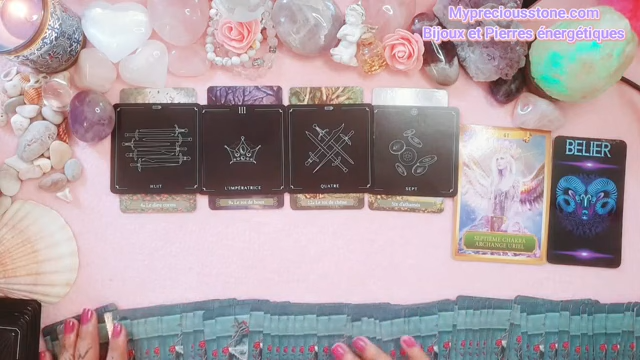 Mypreciousstone.com
Bijoux et Pierres énergétiques
III
HUIT
L'IMPÉRATRICE
QUATRE
SEPT
SEPTIÈME CHAKRA
ARCHANGE URIEL
BELIER